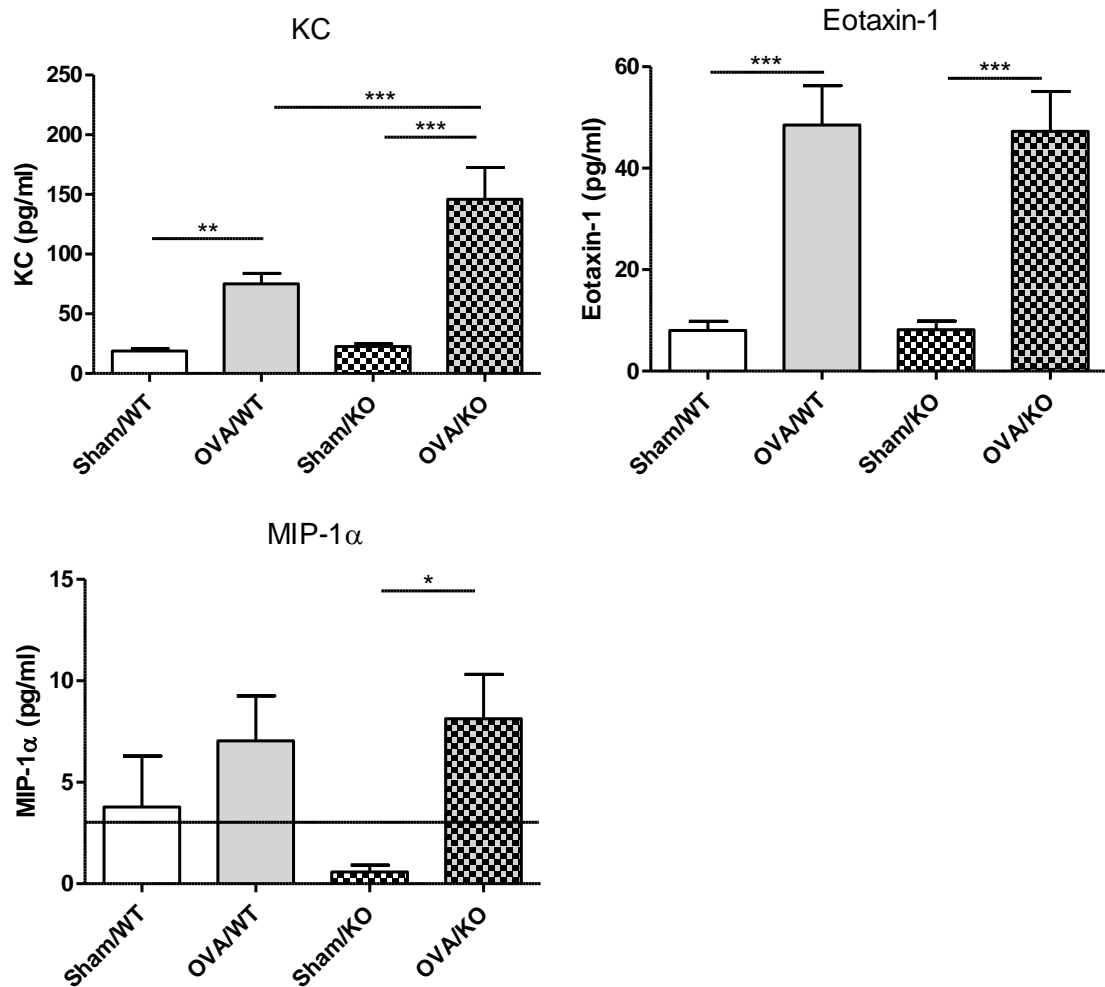 KC
KC (pg/ml)
250
200
150
100
50
0
**
***
***
Sham/WT
OVA/WT
Sham/KO
OVA/KO
Eotaxin-1
Eotaxin-1 (pg/ml)
60
40
20
0
***
***
Sham/WT
OVA/WT
Sham/KO
OVA/KO
MIP-1α
MIP-1α (pg/ml)
15
10
5
0
*
Sham/WT
OVA/WT
Sham/KO
OVA/KO